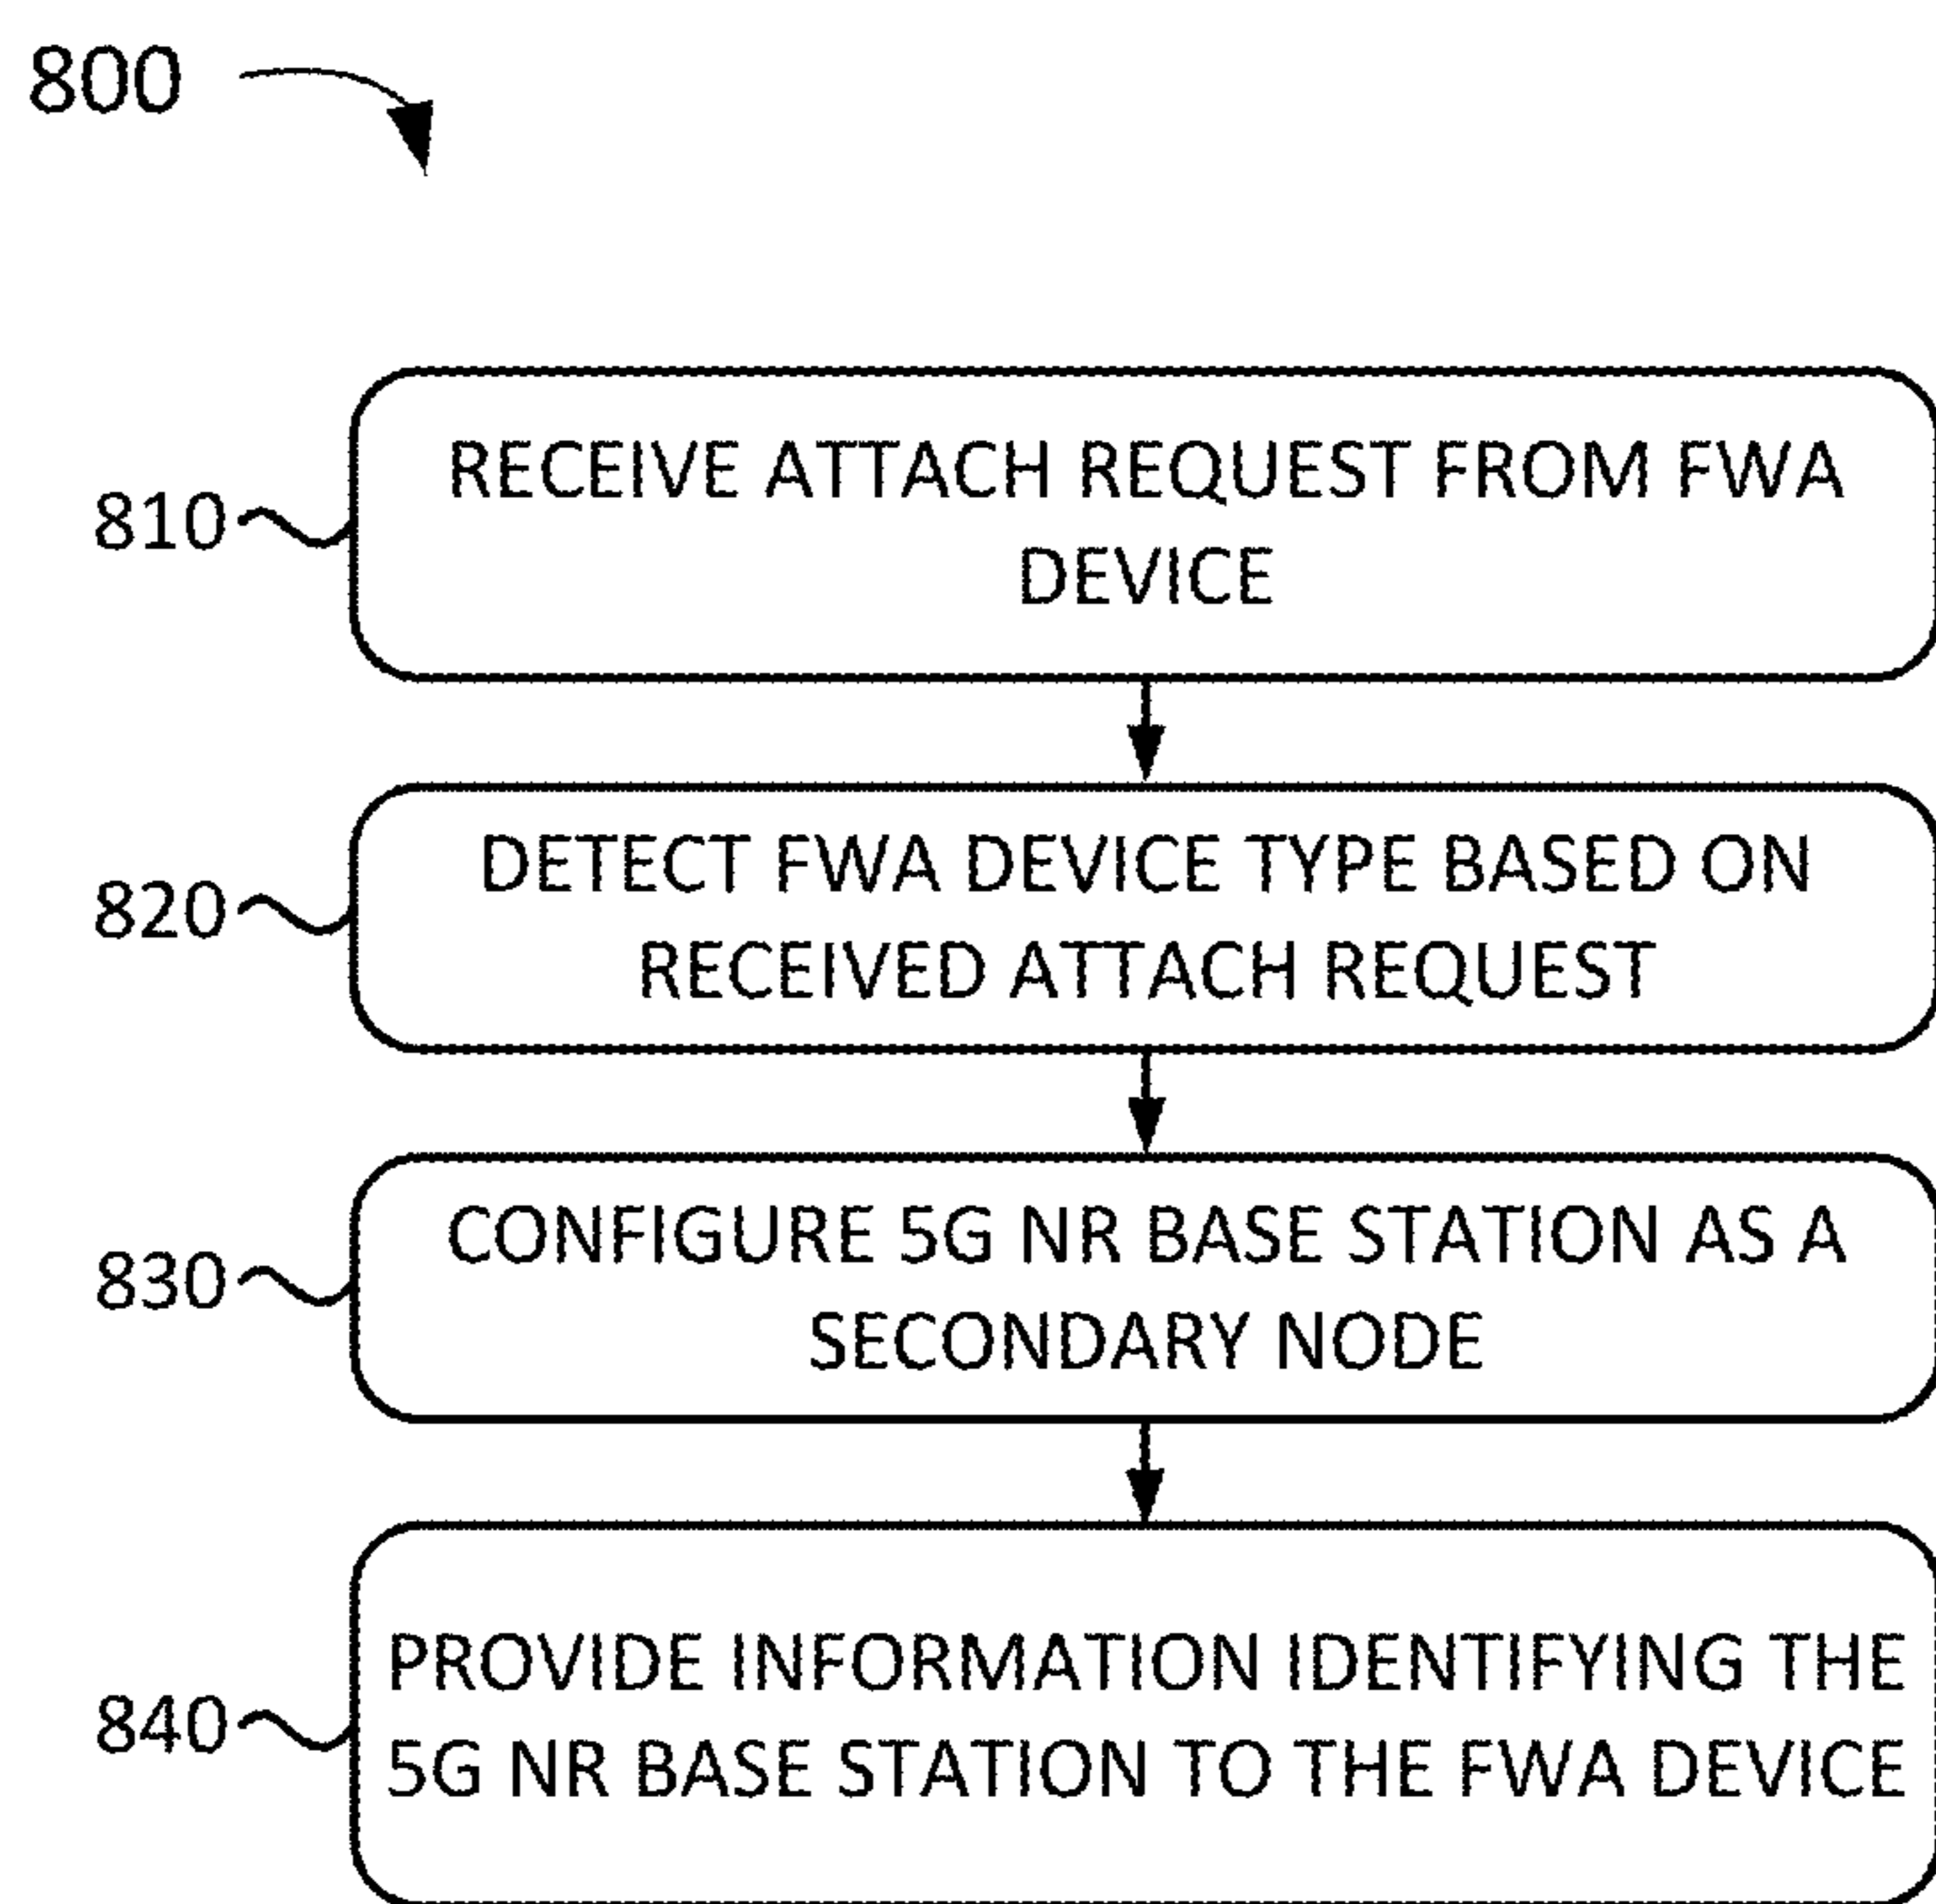 800
810
RECEIVE ATTACH REQUEST FROM FWA
DEVICE
820
DETECT FWA DEVICE TYPE BASED ON
RECEIVED ATTACH REQUEST
830
CONFIGURE 5G NR BASE STATION AS A
SECONDARY NODE
840
PROVIDE INFORMATION IDENTIFYING THE
5G NR BASE STATION TO THE FWA DEVICE